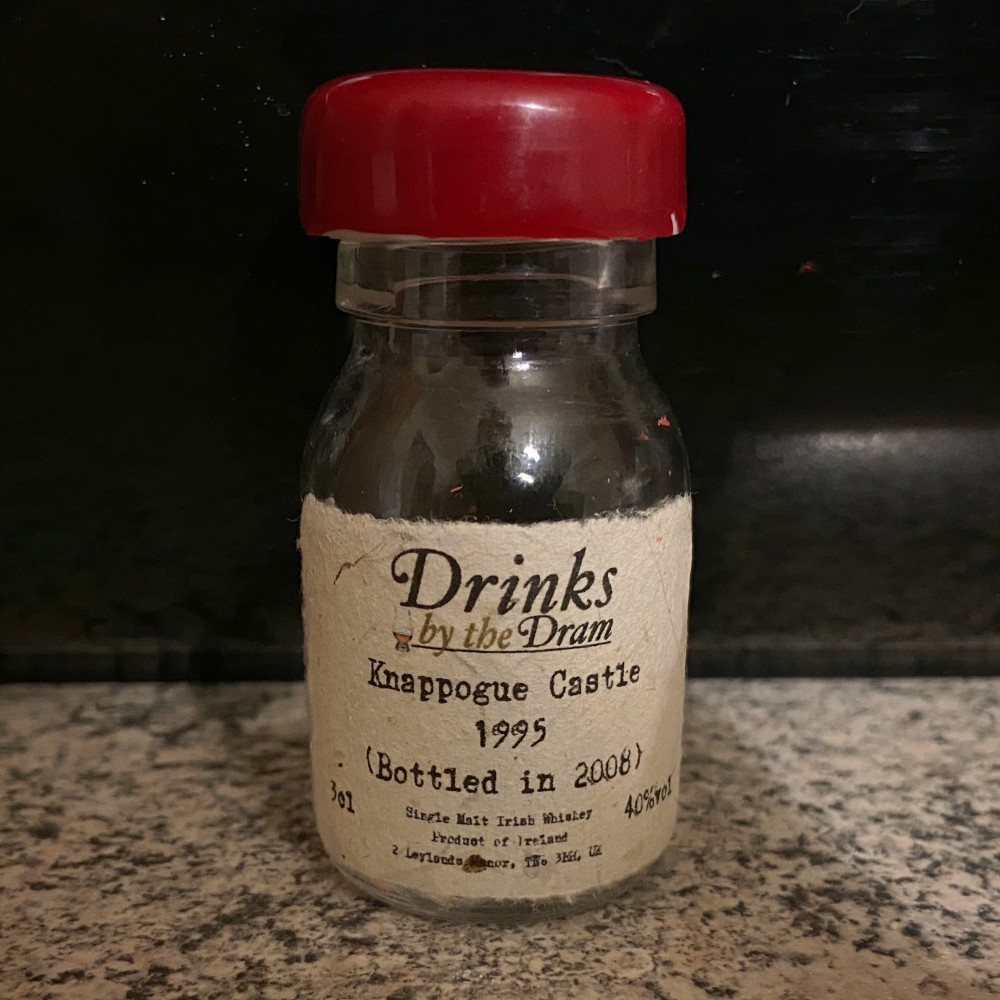 Drinks
by the Dram
Knappogue Castle
1995
(Bottled in 2008)
3cl 40%vol
Single Malt Irish Whiskey
Product of Ireland
2 Leylands Manor, UK